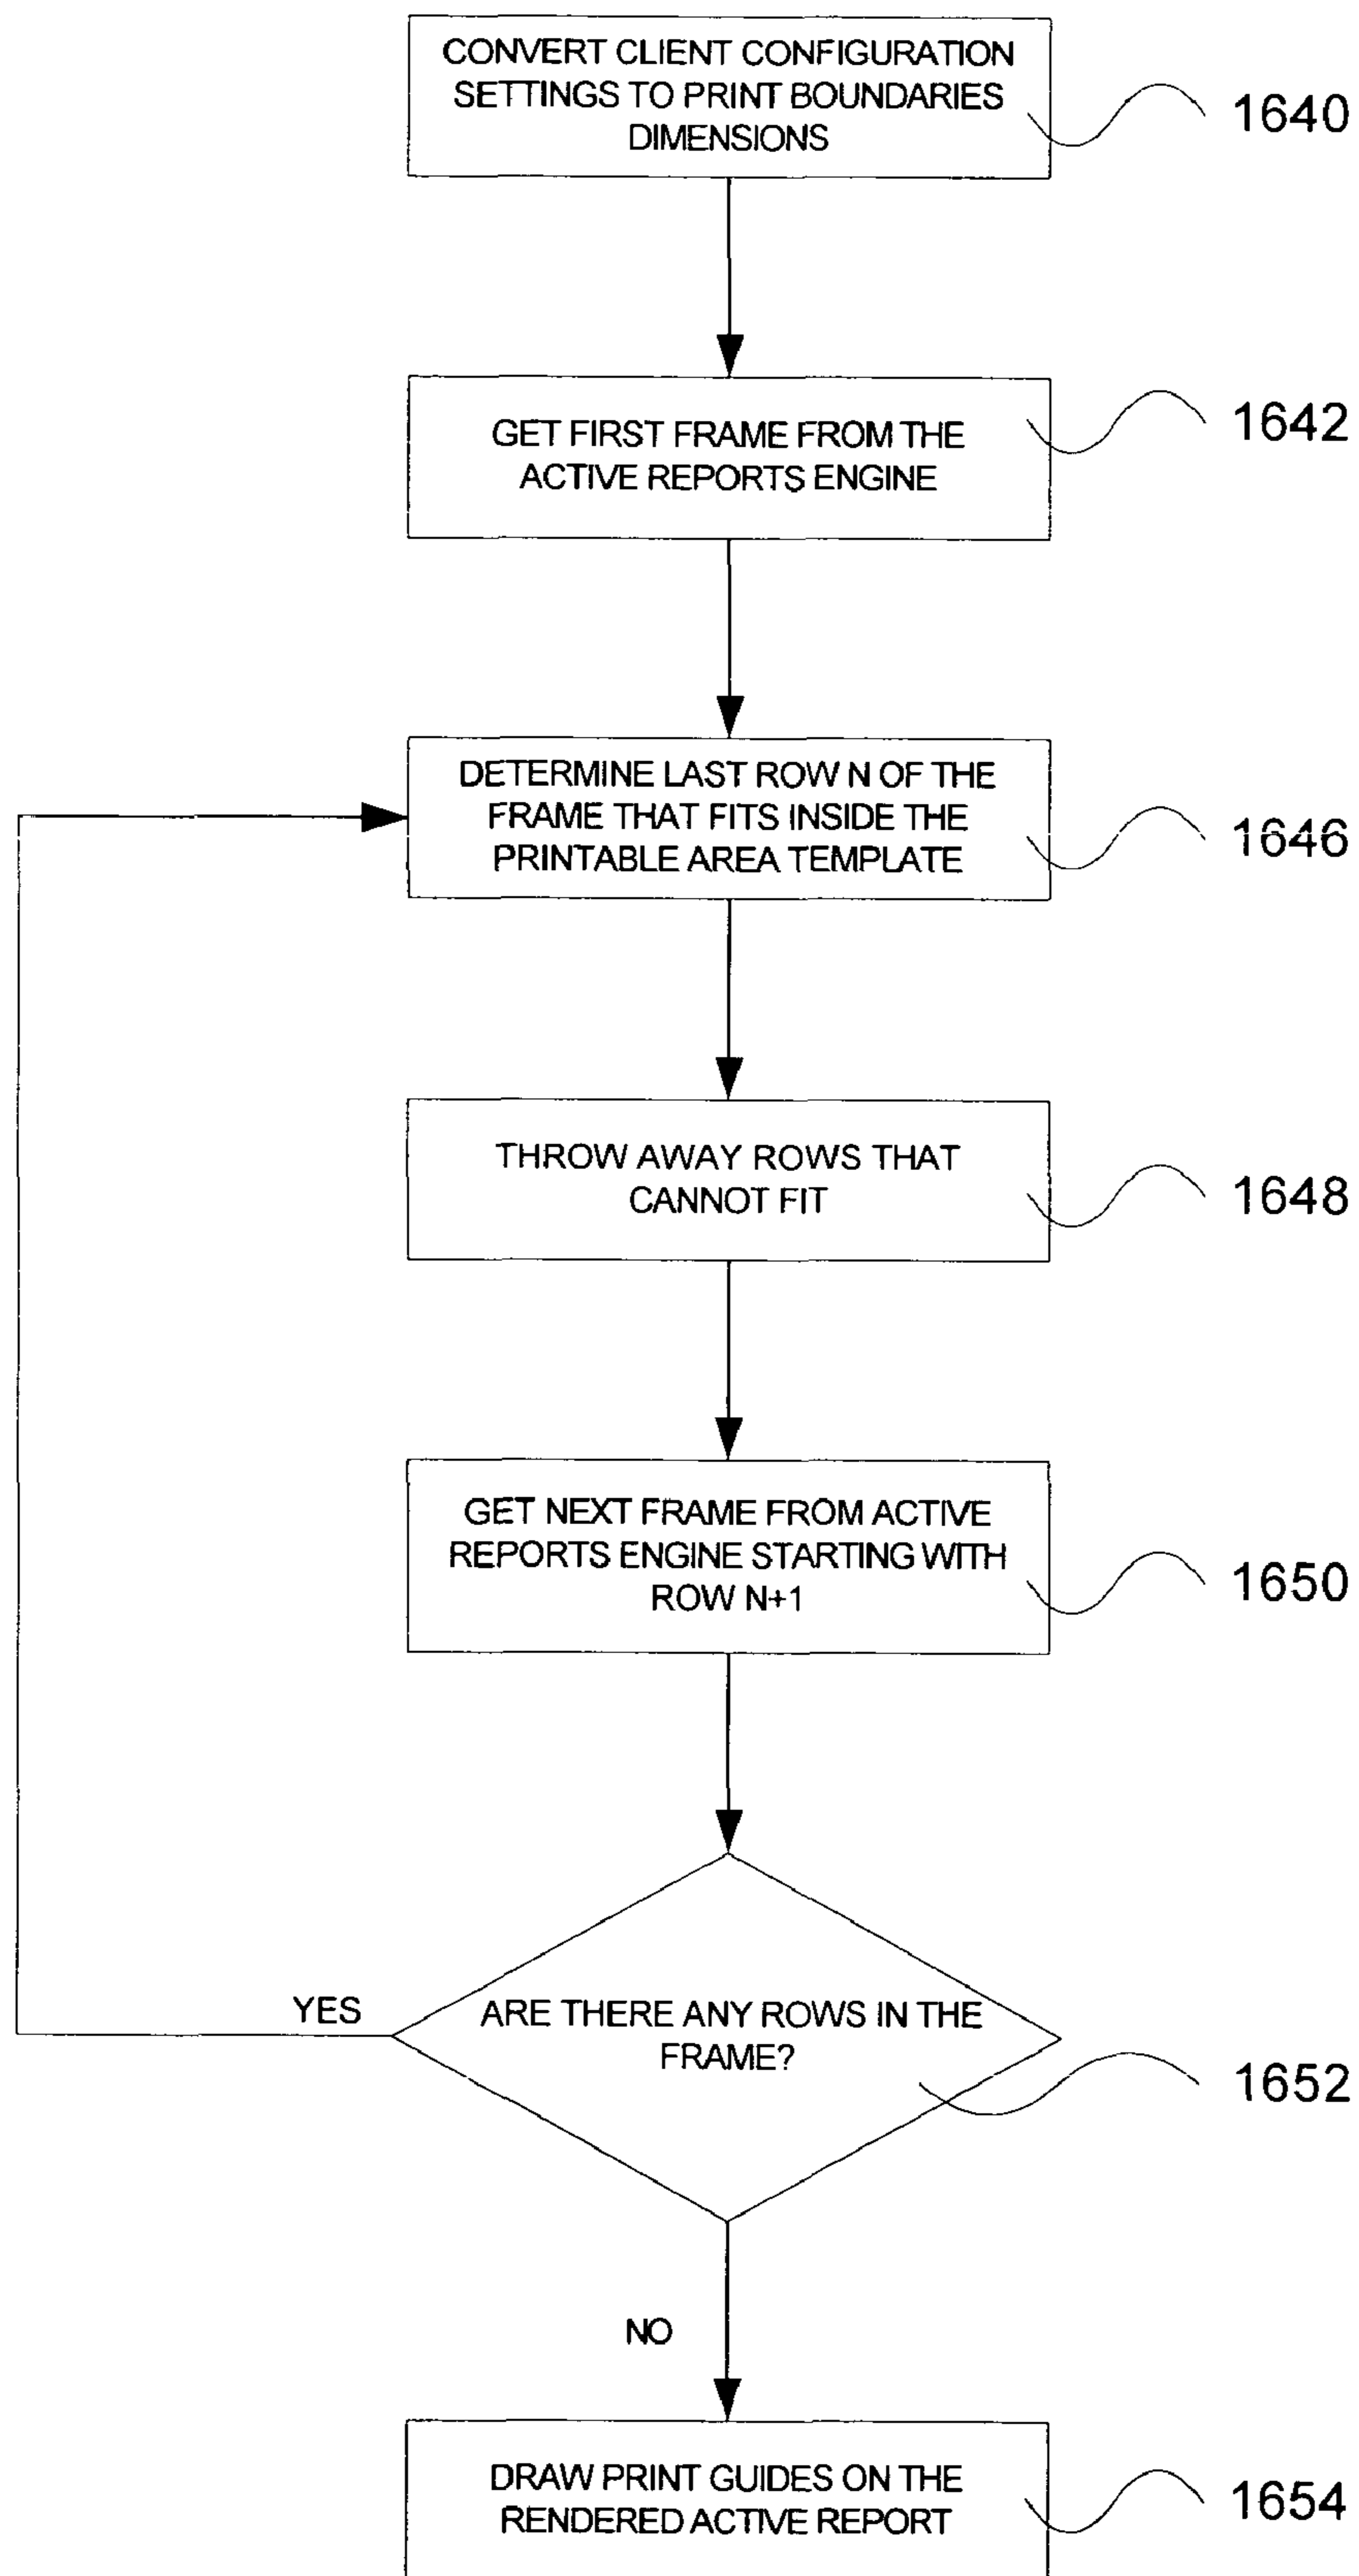 CONVERT CLIENT CONFIGURATION
SETTINGS TO PRINT BOUNDARIES
DIMENSIONS
1640
GET FIRST FRAME FROM THE
ACTIVE REPORTS ENGINE
1642
DETERMINE LAST ROW N OF THE
FRAME THAT FITS INSIDE THE
PRINTABLE AREA TEMPLATE
1646
THROW AWAY ROWS THAT
CANNOT FIT
1648
GET NEXT FRAME FROM ACTIVE
REPORTS ENGINE STARTING WITH
ROW N+1
1650
YES
ARE THERE ANY ROWS IN THE
FRAME?
1652
NO
DRAW PRINT GUIDES ON THE
RENDERED ACTIVE REPORT
1654